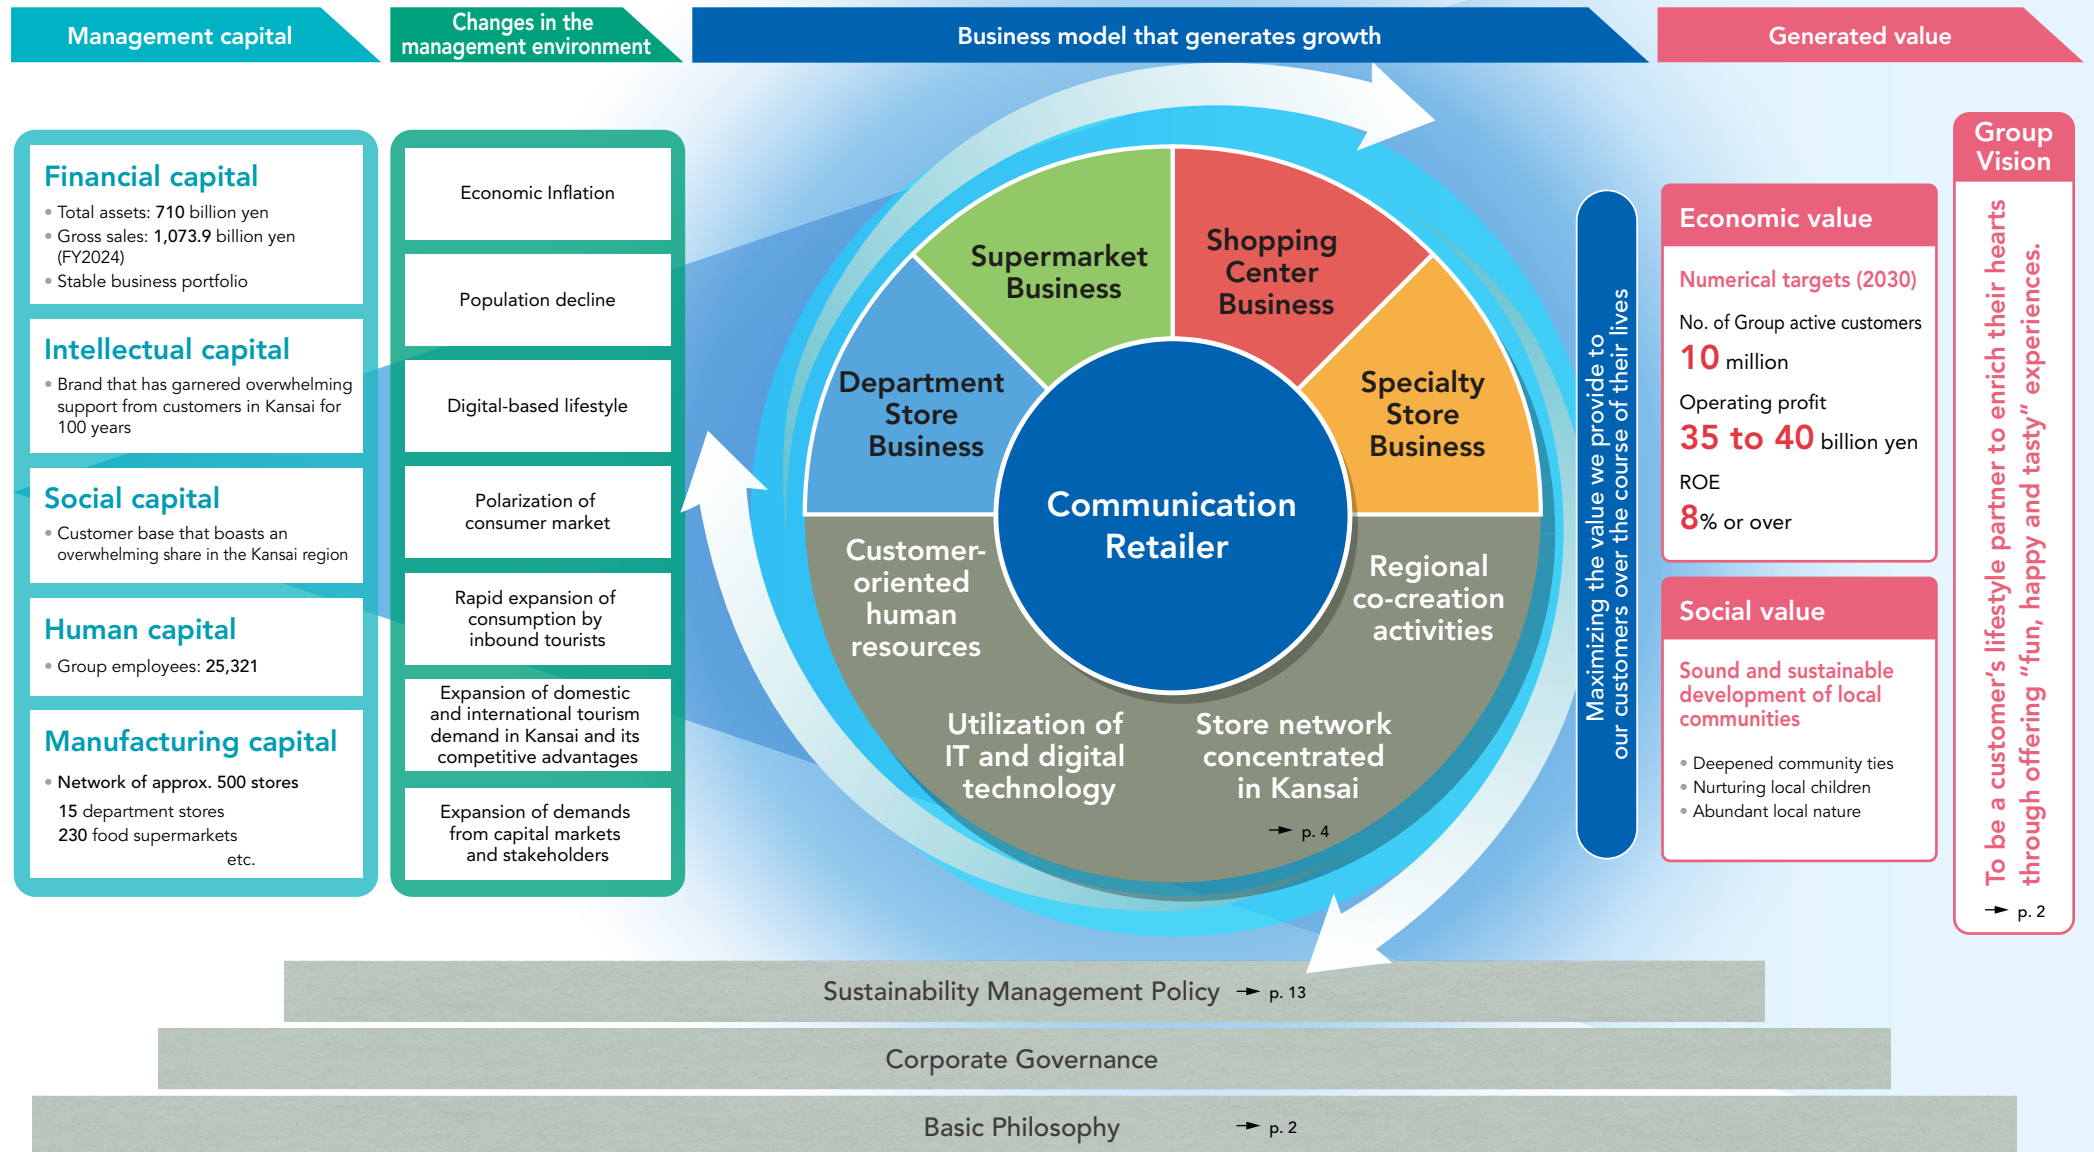 Management capital
Changes in the
management environment
Business model that generates growth
Generated value
Financial capital
• Total assets: 710 billion yen
• Gross sales: 1,073.9 billion yen
(FY2024)
• Stable business portfolio
Intellectual capital
• Brand that has garnered overwhelming
support from customers in Kansai for
100 years
Social capital
• Customer base that boasts an
overwhelming share in the Kansai region
Human capital
• Group employees: 25,321
Manufacturing capital
• Network of approx. 500 stores
15 department stores
230 food supermarkets
etc.
Economic Inflation
Population decline
Digital-based lifestyle
Polarization of
consumer market
Rapid expansion of
consumption by
inbound tourists
Expansion of domestic
and international tourism
demand in Kansai and its
competitive advantages
Expansion of demands
from capital markets
and stakeholders
Department
Store
Business
Supermarket
Business
Shopping
Center
Business
Specialty
Store
Business
Communication
Retailer
Customer-
oriented
human
resources
Utilization of
IT and digital
technology
Store network
concentrated
in Kansai
→ p. 4
Regional
co-creation
activities
Maximizing the value we provide to
our customers over the course of their lives
Economic value
Numerical targets (2030)
No. of Group active customers
10 million
Operating profit
35 to 40 billion yen
ROE
8% or over
Social value
Sound and sustainable
development of local
communities
• Deepened community ties
• Nurturing local children
• Abundant local nature
Group
Vision
To be a customer's lifestyle partner to enrich their hearts
through offering "fun, happy and tasty" experiences.
→ p. 2
Sustainability Management Policy → p. 13
Corporate Governance
Basic Philosophy → p. 2